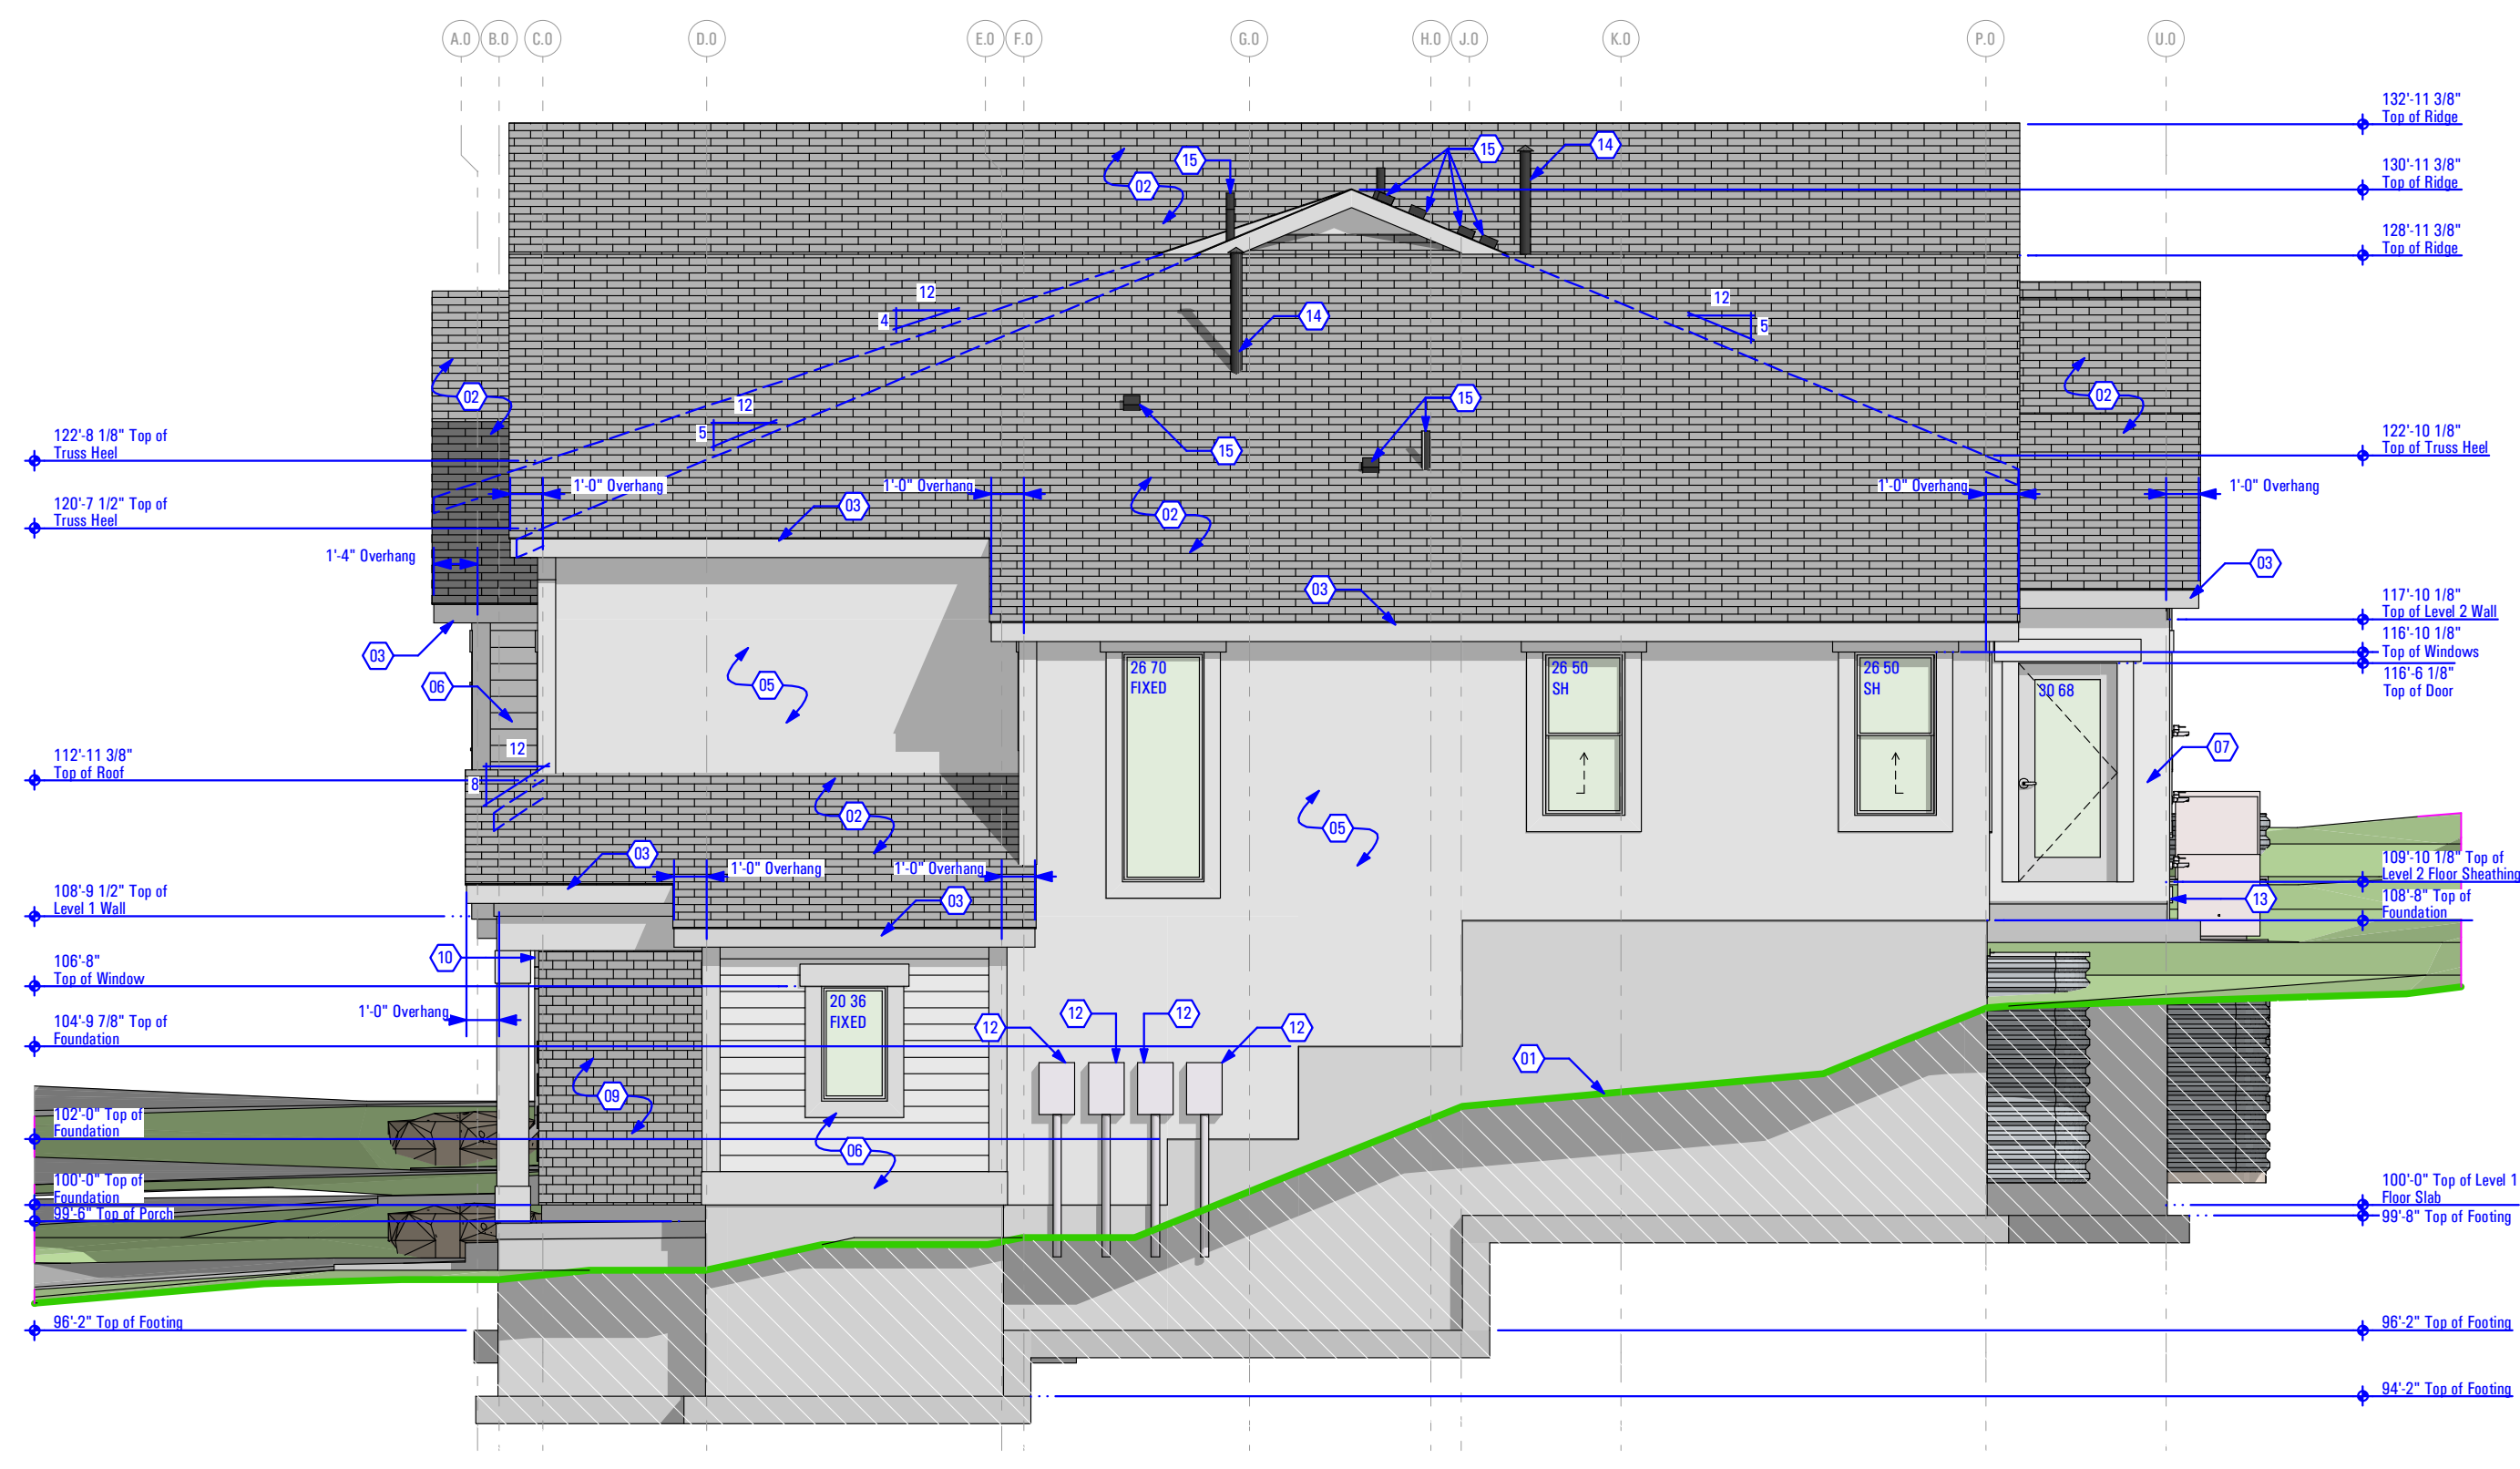 A.0 B.0 C.0 D.0 E.0 F.0 G.0 H.0 J.0 K.0 P.0 U.0
132'-11 3/8"
Top of Ridge
130'-11 3/8"
Top of Ridge
128'-11 3/8"
Top of Ridge
15
02
15
14
12
4
14
12
5
02
12
5
15
15
02
122'-8 1/8" Top of
Truss Heel
122'-10 1/8"
Top of Truss Heel
1'-0" Overhang
1'-0" Overhang
1'-0" Overhang
1'-0" Overhang
120'-7 1/2" Top of
Truss Heel
03
02
1'-4" Overhang
03
03
117'-10 1/8"
Top of Level 2 Wall
116'-10 1/8"
Top of Windows
116'-6 1/8"
Top of Door
03
06
05
26 70
FIXED
26 50
SH
26 50
SH
30 68
07
112'-11 3/8"
Top of Roof
12
8
02
05
03
1'-0" Overhang
1'-0" Overhang
109'-10 1/8" Top of
Level 2 Floor Sheathing
108'-9 1/2" Top of
Level 1 Wall
03
13
108'-8" Top of
Foundation
10
106'-8"
Top of Window
1'-0" Overhang
20 36
FIXED
104'-9 7/8" Top of
Foundation
12
12
12
12
01
09
102'-0" Top of
Foundation
06
100'-0" Top of
Foundation
99'-6" Top of Porch
100'-0" Top of Level 1
Floor Slab
99'-8" Top of Footing
96'-2" Top of Footing
96'-2" Top of Footing
94'-2" Top of Footing